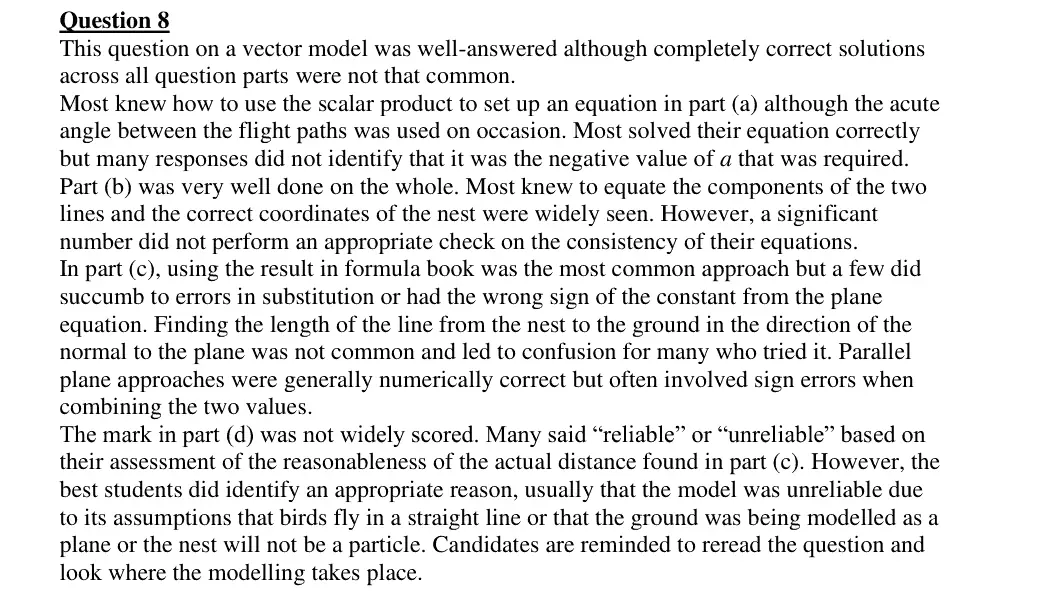 Question 8
This question on a vector model was well-answered although completely correct solutions
across all question parts were not that common.
Most knew how to use the scalar product to set up an equation in part (a) although the acute
angle between the flight paths was used on occasion. Most solved their equation correctly
but many responses did not identify that it was the negative value of a that was required.
Part (b) was very well done on the whole. Most knew to equate the components of the two
lines and the correct coordinates of the nest were widely seen. However, a significant
number did not perform an appropriate check on the consistency of their equations.
In part (c), using the result in formula book was the most common approach but a few did
succumb to errors in substitution or had the wrong sign of the constant from the plane
equation. Finding the length of the line from the nest to the ground in the direction of the
normal to the plane was not common and led to confusion for many who tried it. Parallel
plane approaches were generally numerically correct but often involved sign errors when
combining the two values.
The mark in part (d) was not widely scored. Many said “reliable” or “unreliable” based on
their assessment of the reasonableness of the actual distance found in part (c). However, the
best students did identify an appropriate reason, usually that the model was unreliable due
to its assumptions that birds fly in a straight line or that the ground was being modelled as a
plane or the nest will not be a particle. Candidates are reminded to reread the question and
look where the modelling takes place.